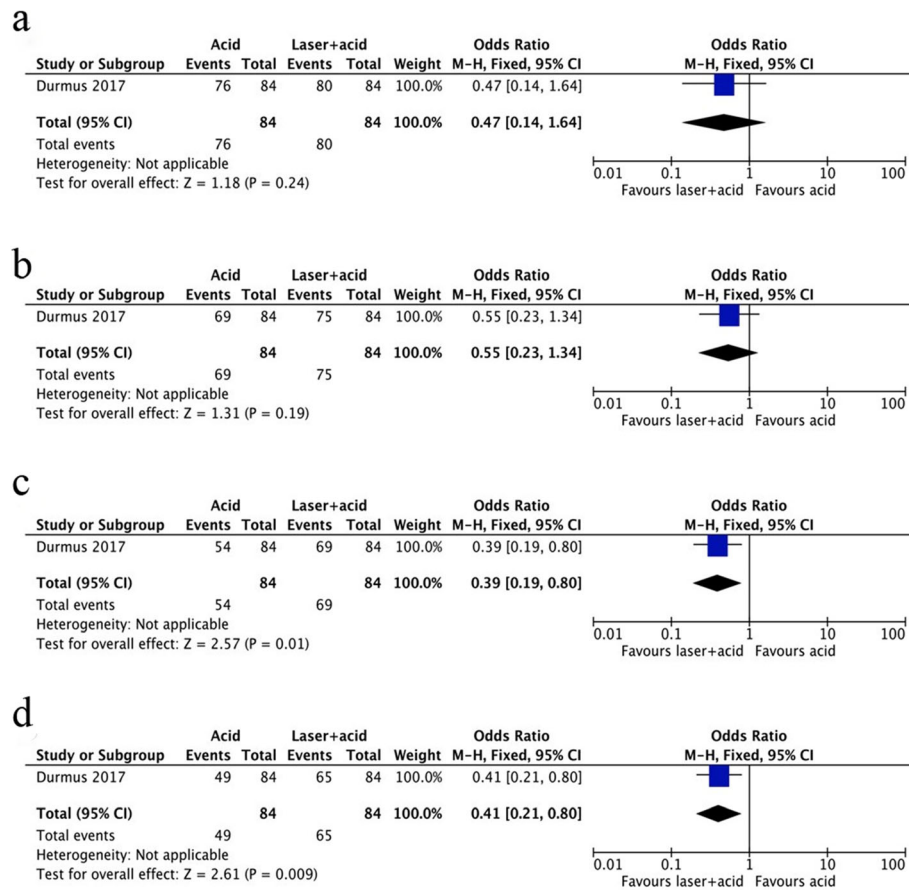 a
Acid Laser+acid Odds Ratio Odds Ratio
Study or Subgroup Events Total Events Total Weight M-H, Fixed, 95% CI M-H, Fixed, 95% CI
Durmus 2017 76 84 80 84 100.0% 0.47 [0.14, 1.64]
Total (95% CI) 84 84 100.0% 0.47 [0.14, 1.64]
Total events 76 80
Heterogeneity: Not applicable
Test for overall effect: Z = 1.18 (P = 0.24)
0.01 0.1 1 10 100
Favours laser+acid Favours acid
b
Acid Laser+acid Odds Ratio Odds Ratio
Study or Subgroup Events Total Events Total Weight M-H, Fixed, 95% CI M-H, Fixed, 95% CI
Durmus 2017 69 84 75 84 100.0% 0.55 [0.23, 1.34]
Total (95% CI) 84 84 100.0% 0.55 [0.23, 1.34]
Total events 69 75
Heterogeneity: Not applicable
Test for overall effect: Z = 1.31 (P = 0.19)
0.01 0.1 1 10 100
Favours laser+acid Favours acid
c
Acid Laser+acid Odds Ratio Odds Ratio
Study or Subgroup Events Total Events Total Weight M-H, Fixed, 95% CI M-H, Fixed, 95% CI
Durmus 2017 54 84 69 84 100.0% 0.39 [0.19, 0.80]
Total (95% CI) 84 84 100.0% 0.39 [0.19, 0.80]
Total events 54 69
Heterogeneity: Not applicable
Test for overall effect: Z = 2.57 (P = 0.01)
0.01 0.1 1 10 100
Favours laser+acid Favours acid
d
Acid Laser+acid Odds Ratio Odds Ratio
Study or Subgroup Events Total Events Total Weight M-H, Fixed, 95% CI M-H, Fixed, 95% CI
Durmus 2017 49 84 65 84 100.0% 0.41 [0.21, 0.80]
Total (95% CI) 84 84 100.0% 0.41 [0.21, 0.80]
Total events 49 65
Heterogeneity: Not applicable
Test for overall effect: Z = 2.61 (P = 0.009)
0.01 0.1 1 10 100
Favours laser+acid Favours acid